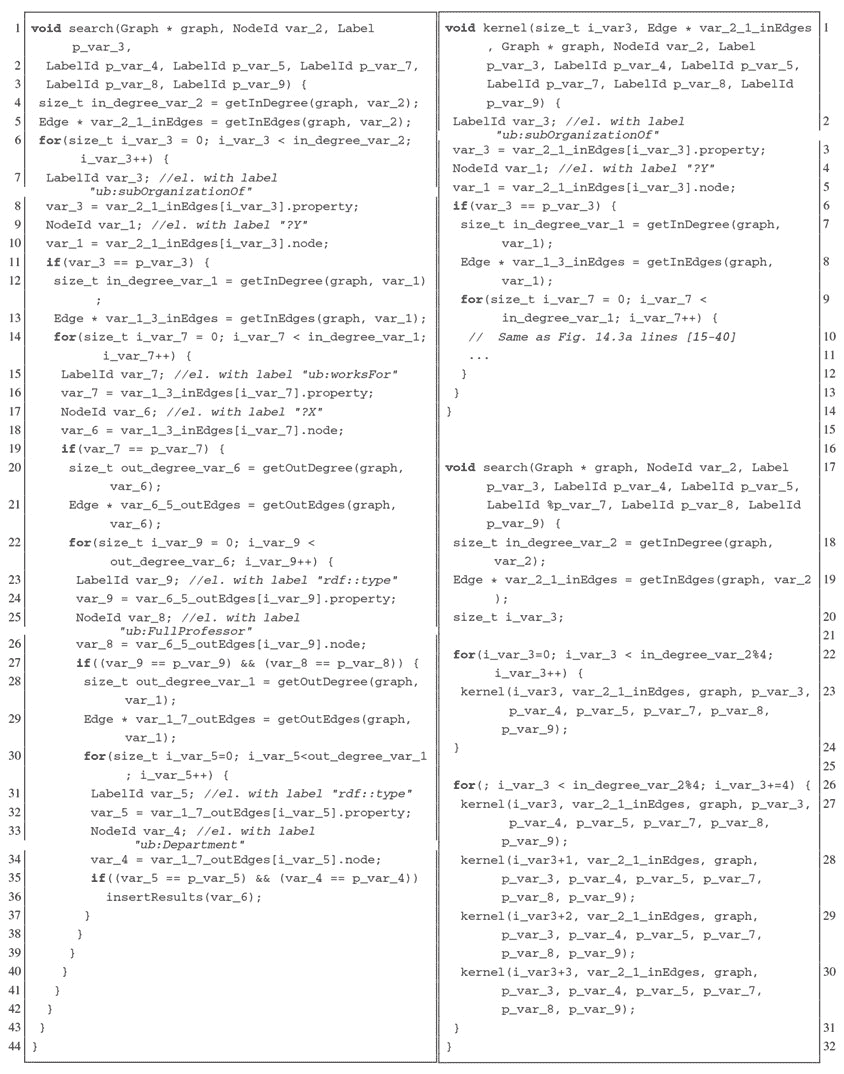 1 void search(Graph * graph, NodeId var_2, Label
p_var_3,
2 LabelId p_var_4, LabelId p_var_5, LabelId p_var_7,
3 LabelId p_var_8, LabelId p_var_9) {
4 size_t in_degree_var_2 = getInDegree(graph, var_2);
5 Edge * var_2_1_inEdges = getInEdges(graph, var_2);
6 for(size_t i_var_3 = 0; i_var_3 < in_degree_var_2;
i_var_3++) {
7 LabelId var_3; //el. with label
"ub:subOrganizationOf"
8 var_3 = var_2_1_inEdges[i_var_3].property;
9 NodeId var_1; //el. with label "?Y"
10 var_1 = var_2_1_inEdges[i_var_3].node;
11 if(var_3 == p_var_3) {
12 size_t in_degree_var_1 = getInDegree(graph, var_1)
;
13 Edge * var_1_3_inEdges = getInEdges(graph, var_1);
14 for(size_t i_var_7 = 0; i_var_7 < in_degree_var_1;
i_var_7++) {
15 LabelId var_7; //el. with label "ub:worksFor"
16 var_7 = var_1_3_inEdges[i_var_7].property;
17 NodeId var_6; //el. with label "?X"
18 var_6 = var_1_3_inEdges[i_var_7].node;
19 if(var_7 == p_var_7) {
20 size_t out_degree_var_6 = getOutDegree(graph,
var_6);
21 Edge * var_6_5_outEdges = getOutEdges(graph,
var_6);
22 for(size_t i_var_9 = 0; i_var_9 <
out_degree_var_6; i_var_9++) {
23 LabelId var_9; //el. with label "rdf::type"
24 var_9 = var_6_5_outEdges[i_var_9].property;
25 NodeId var_8; //el. with label
"ub:FullProfessor"
26 var_8 = var_6_5_outEdges[i_var_9].node;
27 if((var_9 == p_var_9) && (var_8 == p_var_8)) {
28 size_t out_degree_var_1 = getOutDegree(graph,
var_1);
29 Edge * var_1_7_outEdges = getOutEdges(graph,
var_1);
30 for(size_t i_var_5=0; i_var_5<out_degree_var_1
; i_var_5++) {
31 LabelId var_5; //el. with label "rdf::type"
32 var_5 = var_1_7_outEdges[i_var_5].property;
33 NodeId var_4; //el. with label
"ub:Department"
34 var_4 = var_1_7_outEdges[i_var_5].node;
35 if((var_5 == p_var_5) && (var_4 == p_var_4))
36 insertResults(var_6);
37 }
38 }
39 }
40 }
41 }
42 }
43 }
44 }
void kernel(size_t i_var3, Edge * var_2_1_inEdges 1
, Graph * graph, NodeId var_2, Label
p_var_3, LabelId p_var_4, LabelId p_var_5,
LabelId p_var_7, LabelId p_var_8, LabelId
p_var_9) {
LabelId var_3; //el. with label 2
"ub:subOrganizationOf"
var_3 = var_2_1_inEdges[i_var_3].property; 3
NodeId var_1; //el. with label "?Y" 4
var_1 = var_2_1_inEdges[i_var_3].node; 5
if(var_3 == p_var_3) { 6
size_t in_degree_var_1 = getInDegree(graph, 7
var_1);
Edge * var_1_3_inEdges = getInEdges(graph, 8
var_1);
for(size_t i_var_7 = 0; i_var_7 < 9
in_degree_var_1; i_var_7++) {
// Same as Fig. 14.3a lines [15-40] 10
... 11
} 12
} 13
} 14
15
16
void search(Graph * graph, NodeId var_2, Label 17
p_var_3, LabelId p_var_4, LabelId p_var_5,
LabelId %p_var_7, LabelId p_var_8, LabelId
p_var_9) {
size_t in_degree_var_2 = getInDegree(graph, 18
var_2);
Edge * var_2_1_inEdges = getInEdges(graph, var_2 19
);
size_t i_var_3; 20
21
for(i_var_3=0; i_var_3 < in_degree_var_2%4; 22
i_var_3++) {
kernel(i_var3, var_2_1_inEdges, graph, p_var_3, 23
p_var_4, p_var_5, p_var_7, p_var_8,
p_var_9);
} 24
25
for(; i_var_3 < in_degree_var_2%4; i_var_3+=4) { 26
kernel(i_var3, var_2_1_inEdges, graph, p_var_3, 27
p_var_4, p_var_5, p_var_7, p_var_8,
p_var_9);
kernel(i_var3+1, var_2_1_inEdges, graph, 28
p_var_3, p_var_4, p_var_5, p_var_7,
p_var_8, p_var_9);
kernel(i_var3+2, var_2_1_inEdges, graph, 29
p_var_3, p_var_4, p_var_5, p_var_7,
p_var_8, p_var_9);
kernel(i_var3+3, var_2_1_inEdges, graph, 30
p_var_3, p_var_4, p_var_5, p_var_7,
p_var_8, p_var_9);
} 31
} 32